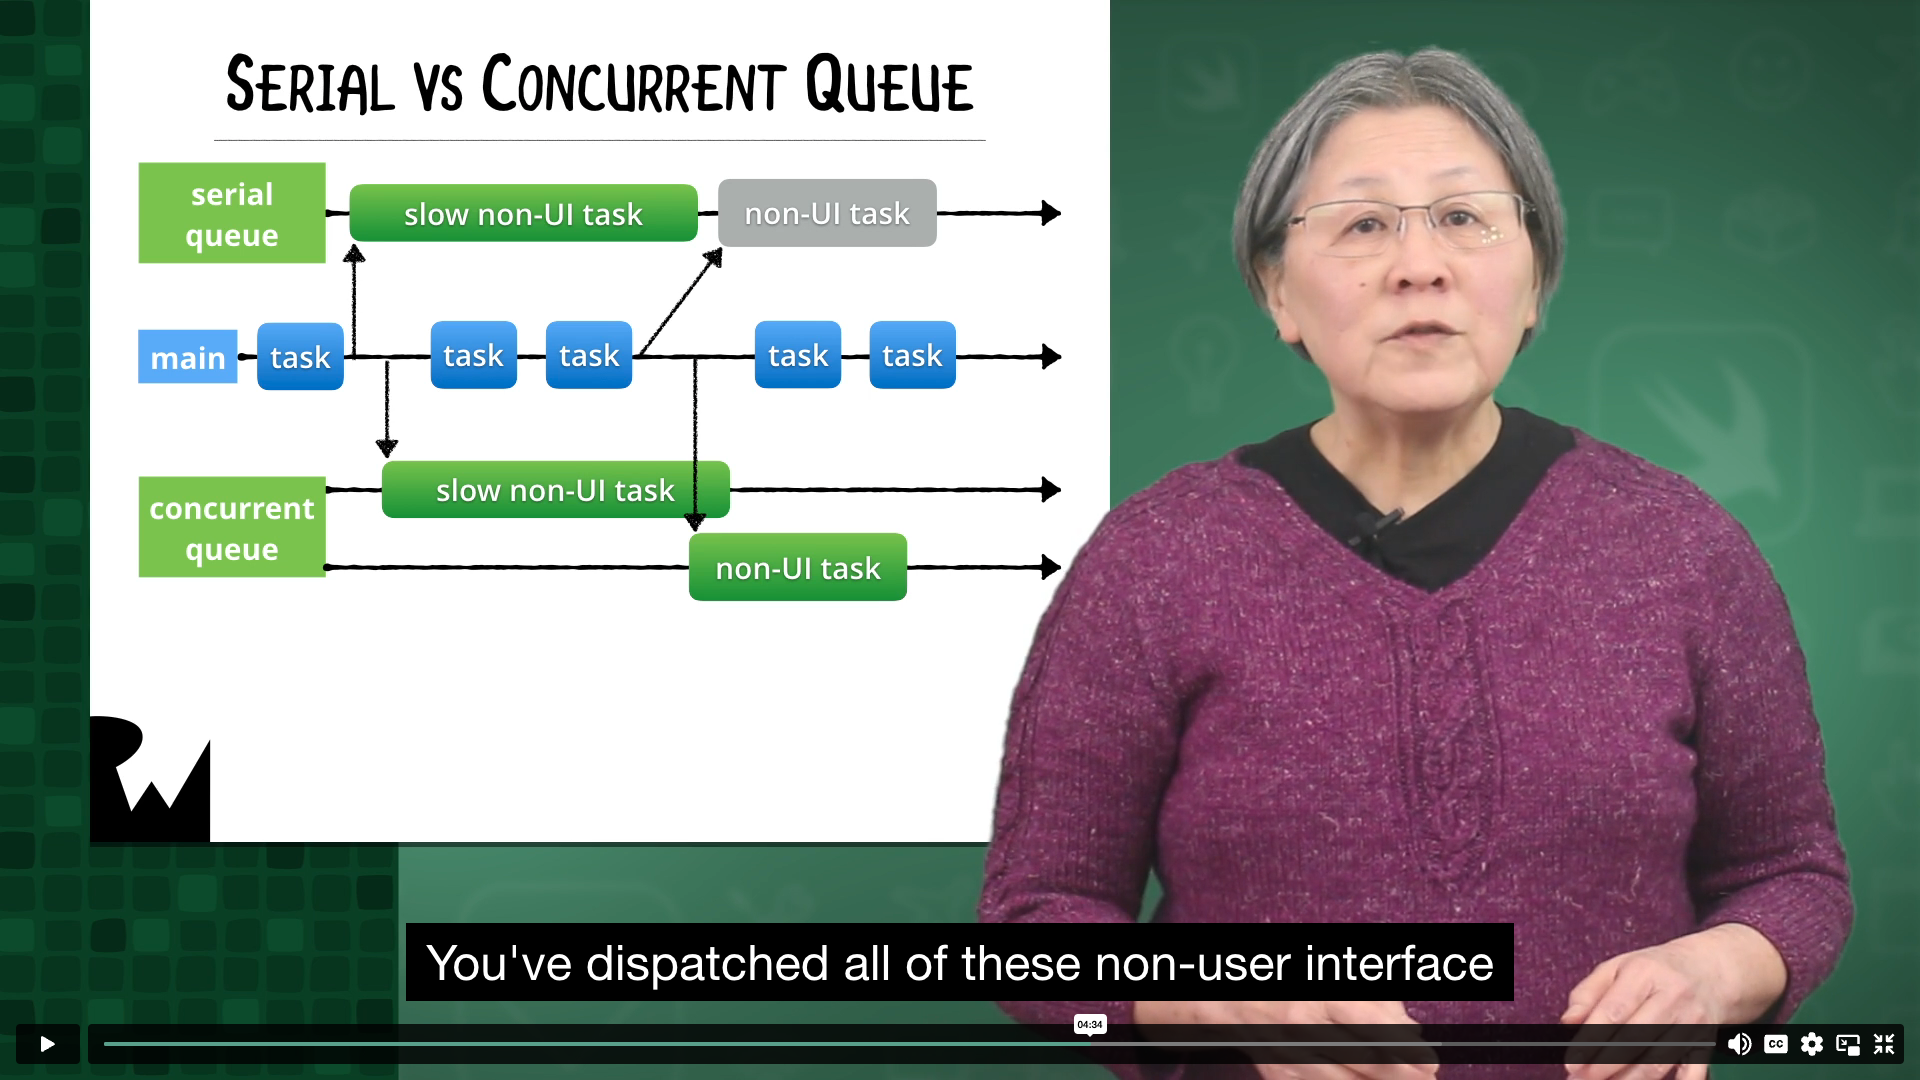 SERIAL VS CONCURRENT QUEUE
serial
queue
slow non-UI task
non-UI task
main
task
task
task
task
task
concurrent
queue
slow non-UI task
non-UI task
RW
You've dispatched all of these non-user interface
04:34
CC